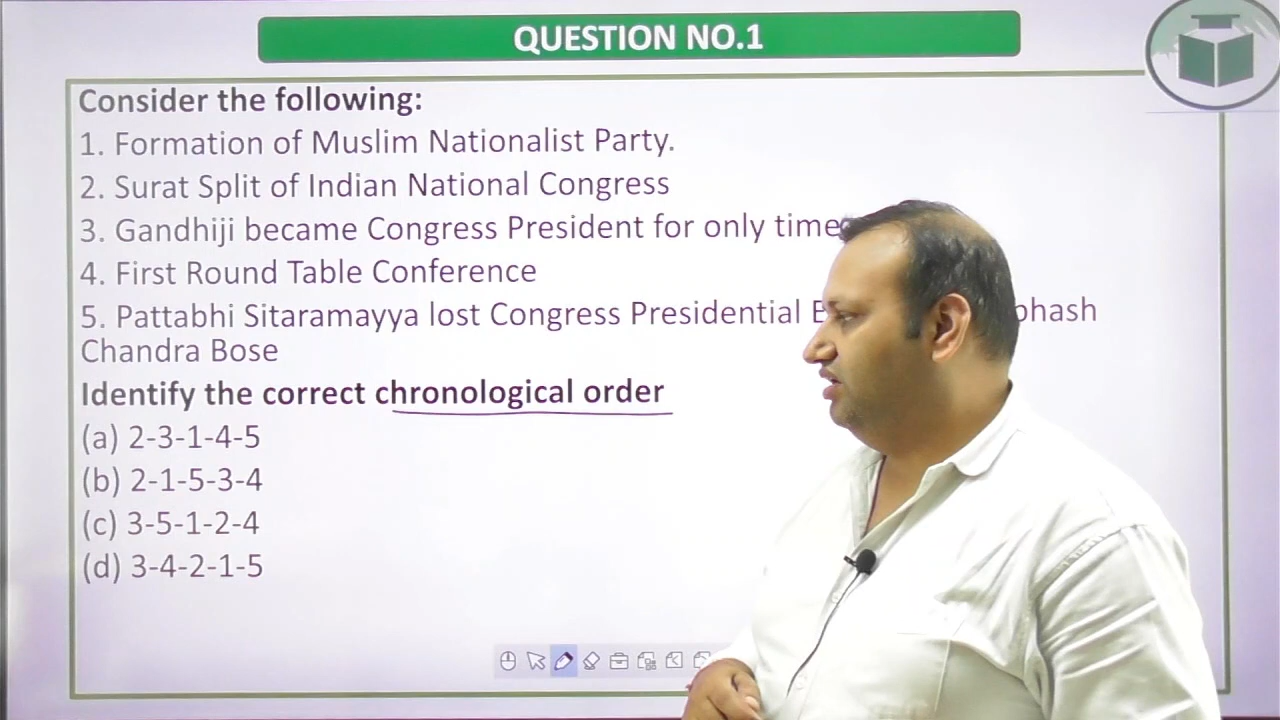 QUESTION NO.1
Consider the following:
1. Formation of Muslim Nationalist Party.
2. Surat Split of Indian National Congress
3. Gandhiji became Congress President for only time
4. First Round Table Conference
5. Pattabhi Sitaramayya lost Congress Presidential
Chandra Bose
Identify the correct chronological order
(a) 2-3-1-4-5
(b) 2-1-5-3-4
(c) 3-5-1-2-4
(d) 3-4-2-1-5